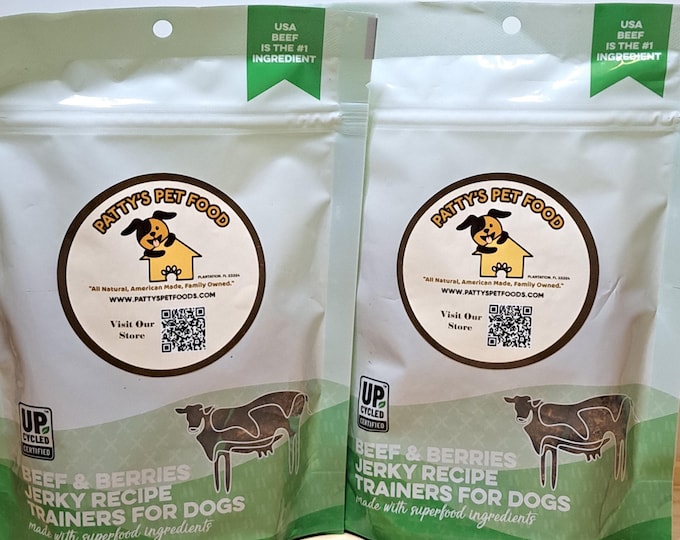 USA
BEEF
IS THE #1
INGREDIENT
PATTY'S PET FOOD
PLANTATION, FL 33324
"All Natural, American Made, Family Owned."
WWW.PATTYSPETFOODS.COM
Visit Our
Store
UP
CYCLED
CERTIFIED
BEEF & BERRIES
JERKY RECIPE
TRAINERS FOR DOGS
made with superfood ingredients
USA
BEEF
IS THE #1
INGREDIENT
PATTY'S PET FOOD
PLANTATION, FL 33324
"All Natural, American Made, Family Owned."
WWW.PATTYSPETFOODS.COM
Visit Our
Store
UP
CYCLED
CERTIFIED
BEEF & BERRIES
JERKY RECIPE
TRAINERS FOR DOGS
made with superfood ingredients